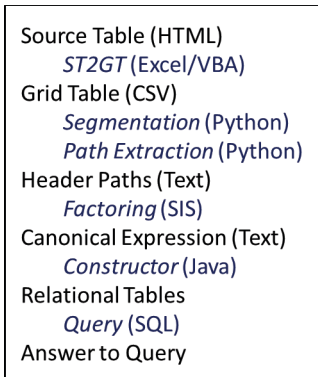 Source Table (HTML)
ST2GT (Excel/VBA)
Grid Table (CSV)
Segmentation (Python)
Path Extraction (Python)
Header Paths (Text)
Factoring (SIS)
Canonical Expression (Text)
Constructor (Java)
Relational Tables
Query (SQL)
Answer to Query